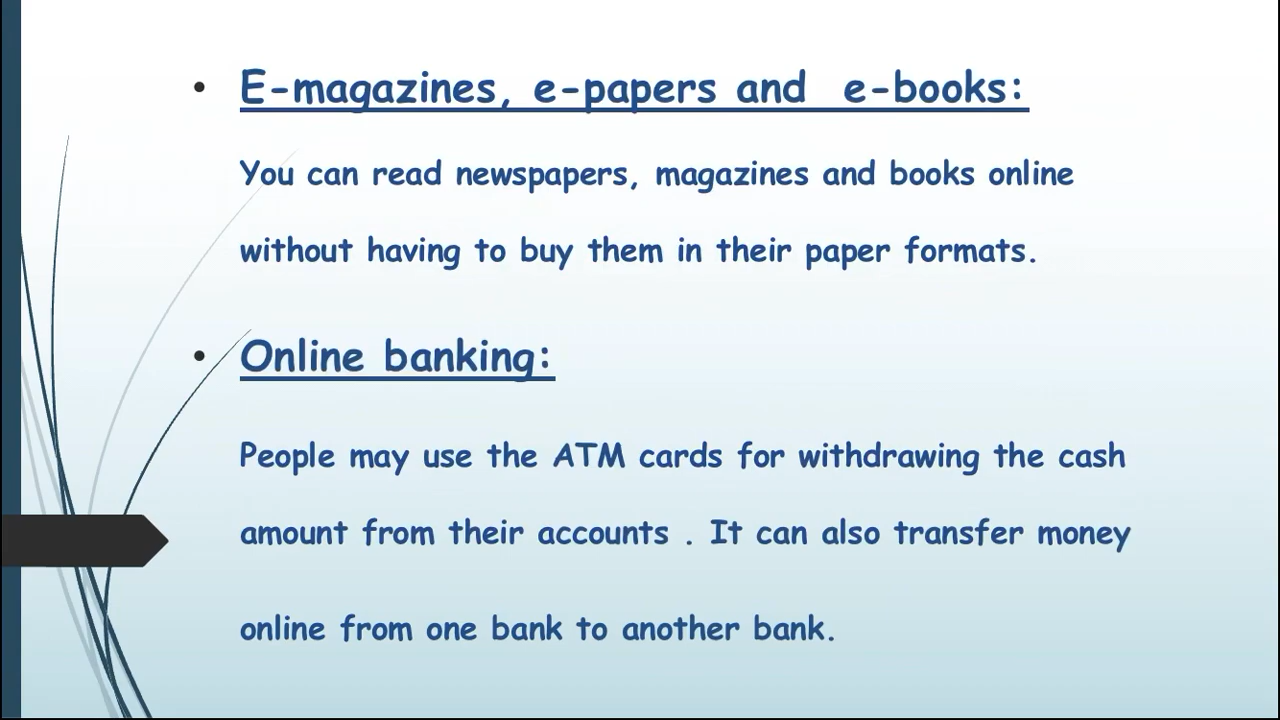 • E-magazines, e-papers and e-books:
You can read newspapers, magazines and books online
without having to buy them in their paper formats.
• Online banking:
People may use the ATM cards for withdrawing the cash
amount from their accounts . It can also transfer money
online from one bank to another bank.